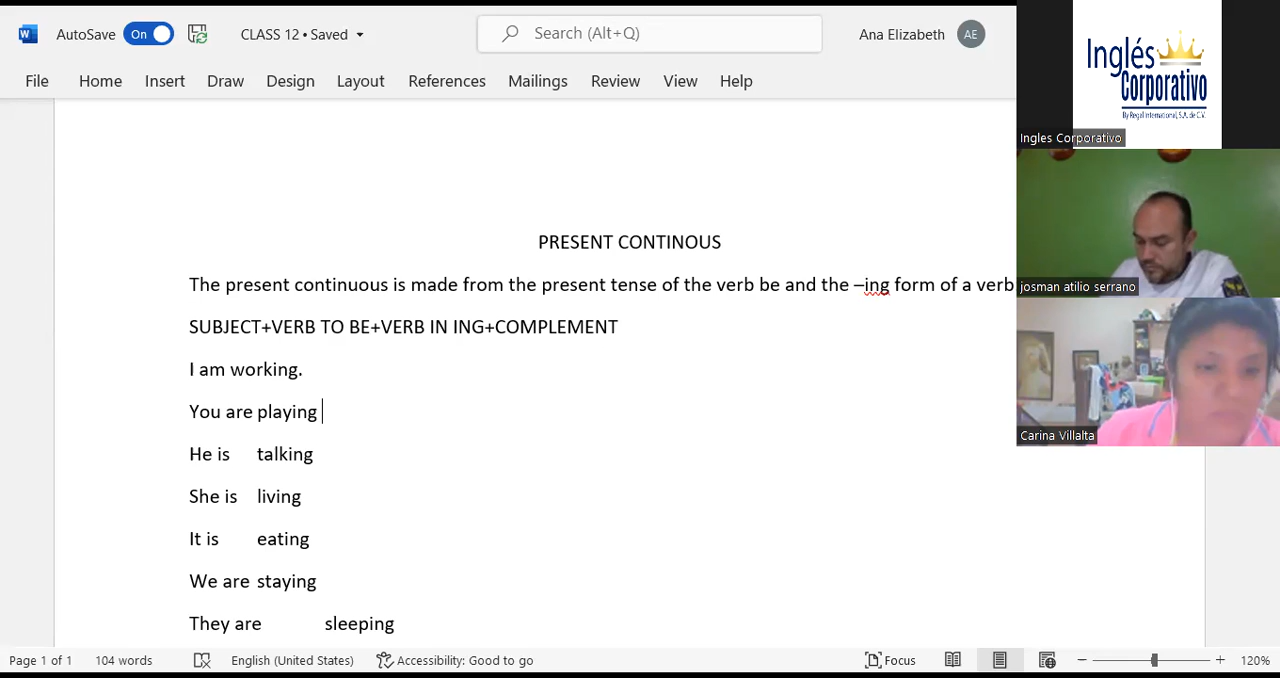 AutoSave On CLASS 12 • Saved Search (Alt+Q) Ana Elizabeth AE
File Home Insert Draw Design Layout References Mailings Review View Help
Inglés
Corporativo
By Regal International, S.A. de C.V.
Ingles Corporativo
PRESENT CONTINOUS
The present continuous is made from the present tense of the verb be and the –ing form of a verb
josman atilio serrano
SUBJECT+VERB TO BE+VERB IN ING+COMPLEMENT
I am working.
You are playing
Carina Villalta
He is talking
She is living
It is eating
We are staying
They are sleeping
Page 1 of 1 104 words English (United States) Accessibility: Good to go Focus 120%